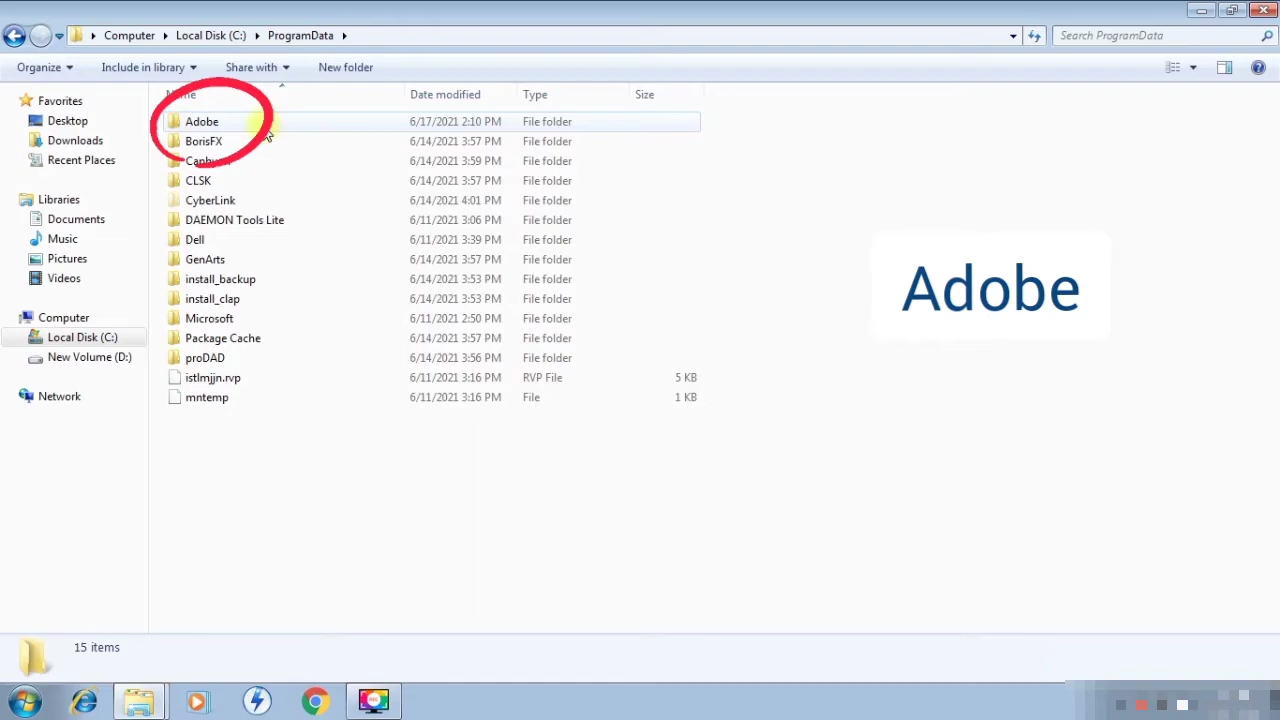 Computer Local Disk (C:) ProgramData
Search ProgramData
Organize Include in library Share with New folder
Date modified Type Size
Favorites
Desktop
Downloads
Recent Places
Libraries
Documents
Music
Pictures
Videos
Computer
Local Disk (C:)
New Volume (D:)
Network
Adobe 6/17/2021 2:10 PM File folder
BorisFX 6/14/2021 3:57 PM File folder
6/14/2021 3:59 PM File folder
CLSK 6/14/2021 3:57 PM File folder
CyberLink 6/14/2021 4:01 PM File folder
DAEMON Tools Lite 6/11/2021 3:06 PM File folder
Dell 6/11/2021 3:39 PM File folder
GenArts 6/14/2021 3:57 PM File folder
install_backup 6/14/2021 3:53 PM File folder
install_clap 6/14/2021 3:53 PM File folder
Microsoft 6/11/2021 2:50 PM File folder
Package Cache 6/14/2021 3:57 PM File folder
proDAD 6/14/2021 3:56 PM File folder
istlmjjn.rvp 6/11/2021 3:16 PM RVP File 5 KB
mntemp 6/11/2021 3:16 PM File 1 KB
Adobe
15 items